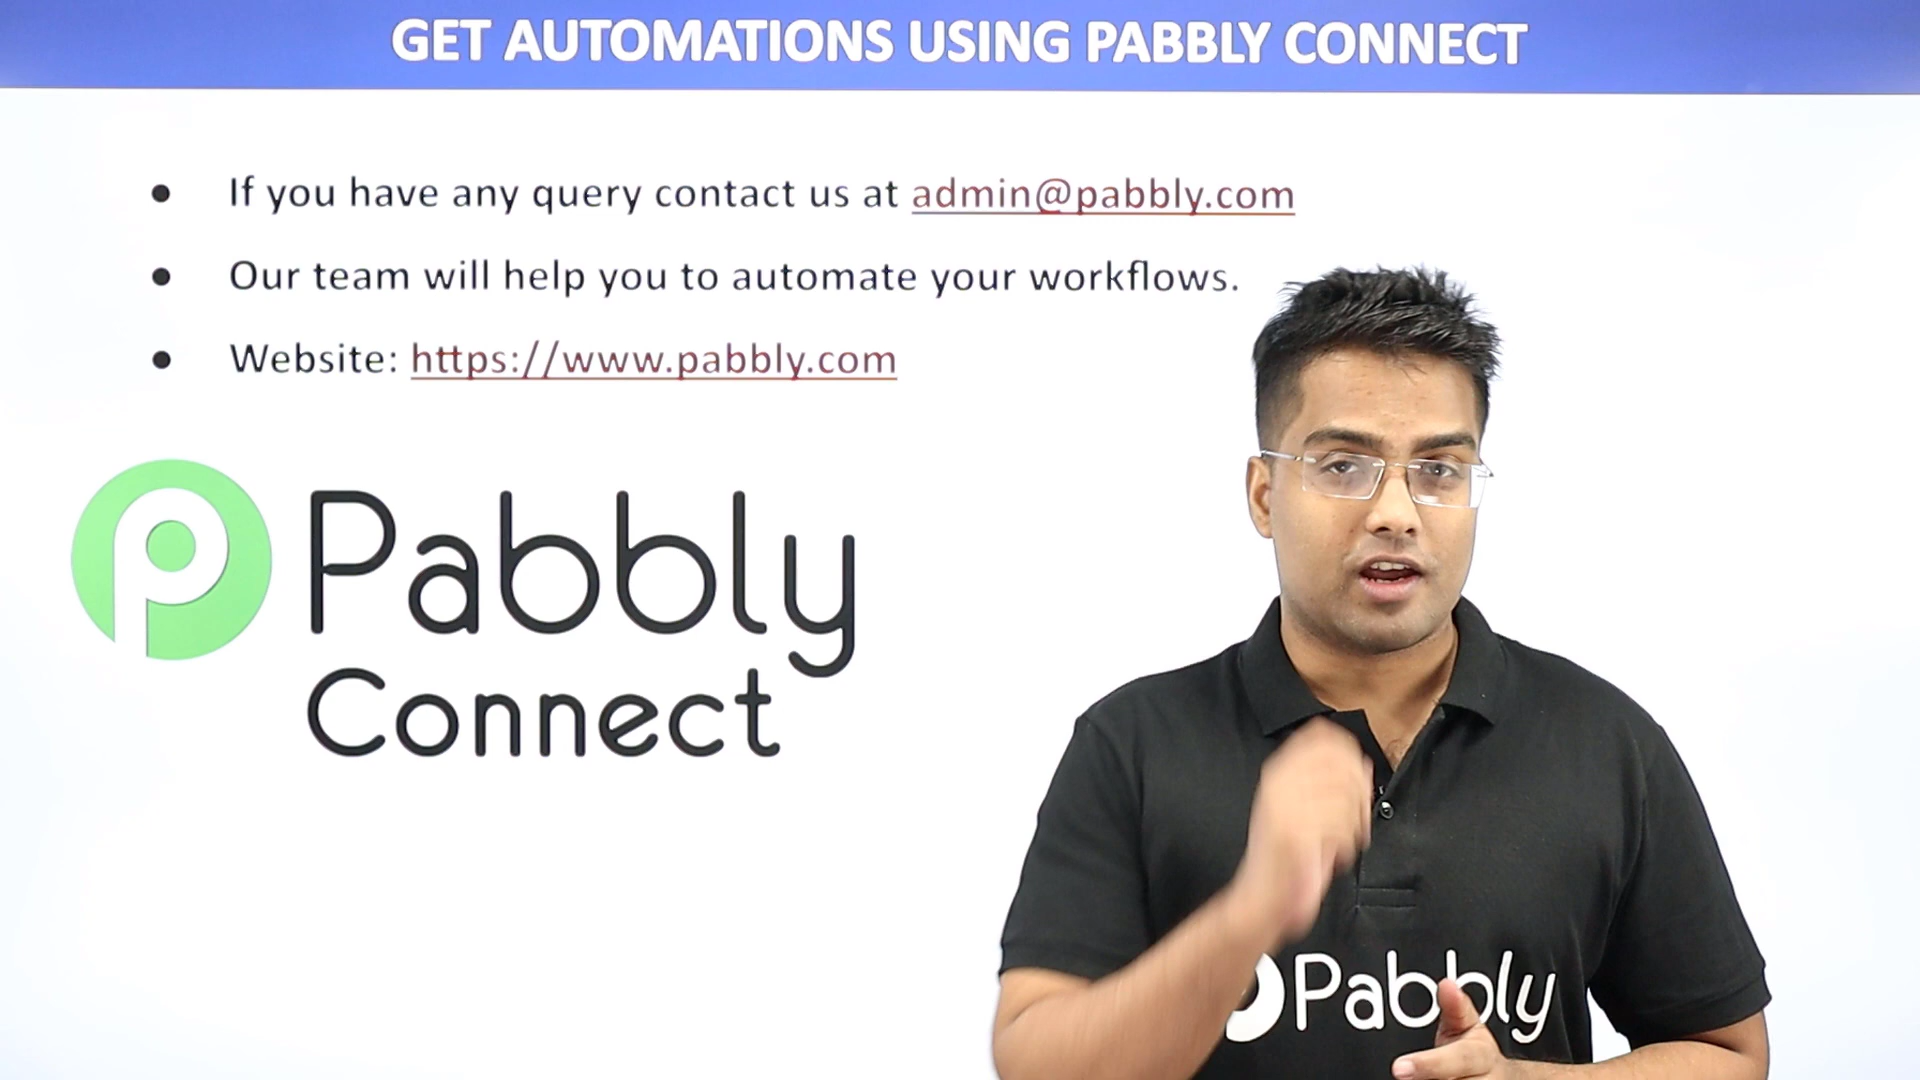 GET AUTOMATIONS USING PABBLY CONNECT
● If you have any query contact us at admin@pabbly.com
● Our team will help you to automate your workflows.
● Website: https://www.pabbly.com
Pabbly
Connect
Pabbly